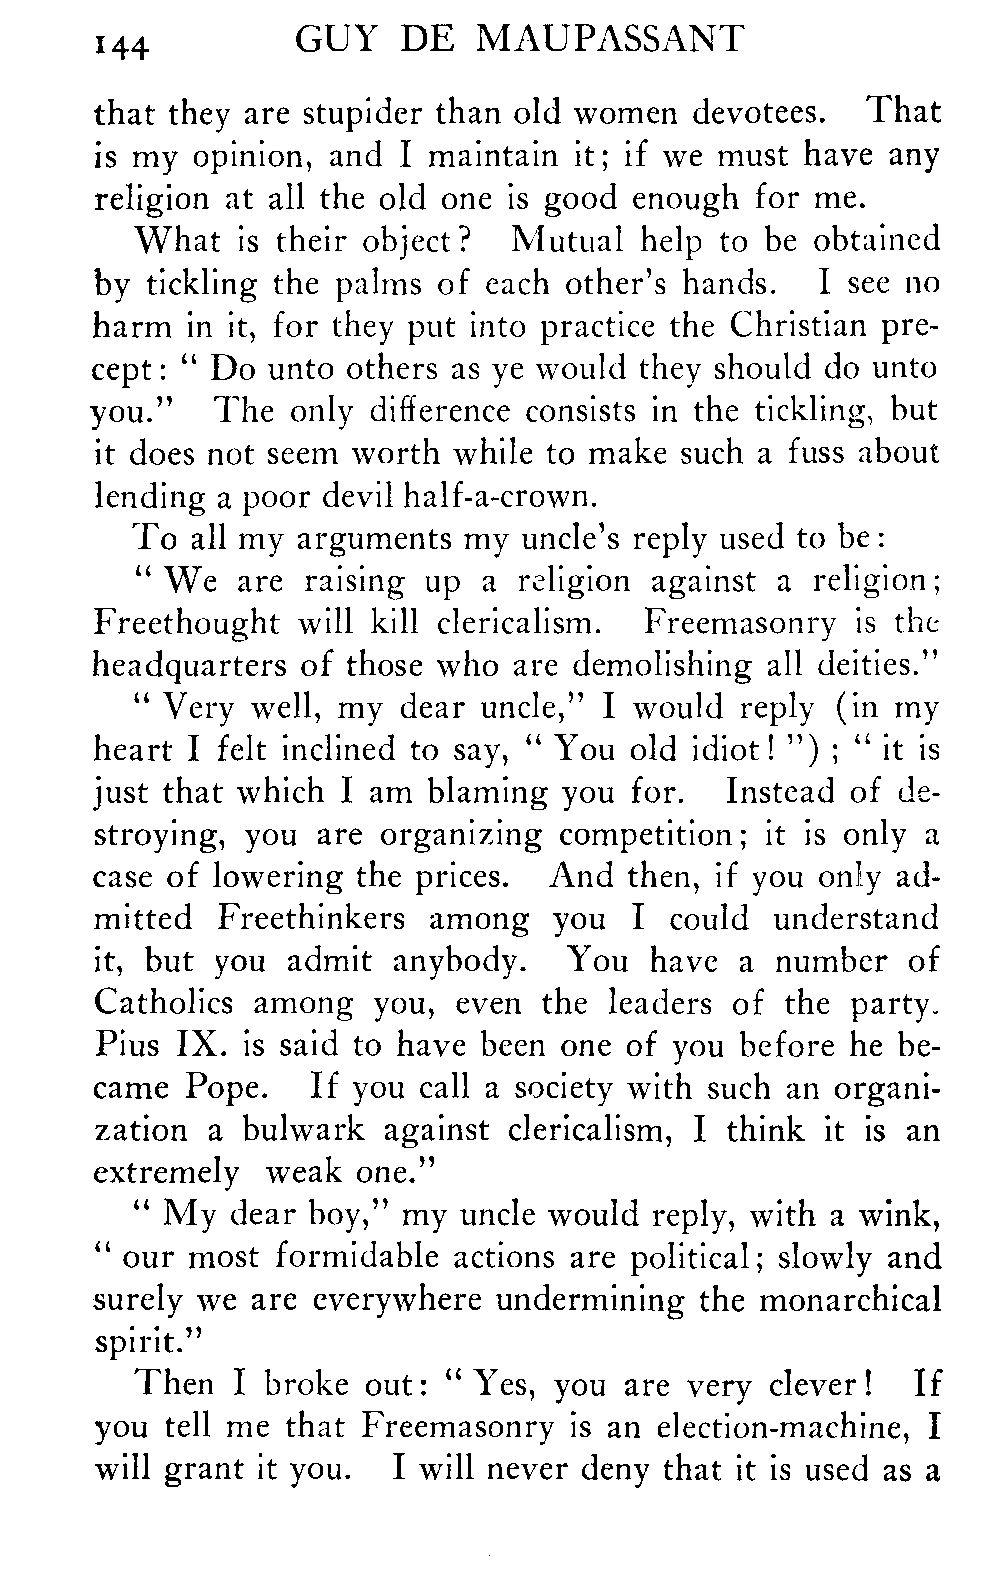 144 GUY DE MAUPASSANT
that they are stupider than old women devotees. That
is my opinion, and I maintain it; if we must have any
religion at all the old one is good enough for me.
What is their object? Mutual help to be obtained
by tickling the palms of each other's hands. I see no
harm in it, for they put into practice the Christian pre-
cept: " Do unto others as ye would they should do unto
you." The only difference consists in the tickling, but
it does not seem worth while to make such a fuss about
lending a poor devil half-a-crown.
To all my arguments my uncle's reply used to be:
" We are raising up a religion against a religion;
Freethought will kill clericalism. Freemasonry is the
headquarters of those who are demolishing all deities."
" Very well, my dear uncle," I would reply (in my
heart I felt inclined to say, " You old idiot! ") ; " it is
just that which I am blaming you for. Instead of de-
stroying, you are organizing competition; it is only a
case of lowering the prices. And then, if you only ad-
mitted Freethinkers among you I could understand
it, but you admit anybody. You have a number of
Catholics among you, even the leaders of the party.
Pius IX. is said to have been one of you before he be-
came Pope. If you call a society with such an organi-
zation a bulwark against clericalism, I think it is an
extremely weak one."
" My dear boy," my uncle would reply, with a wink,
" our most formidable actions are political; slowly and
surely we are everywhere undermining the monarchical
spirit."
Then I broke out: " Yes, you are very clever! If
you tell me that Freemasonry is an election-machine, I
will grant it you. I will never deny that it is used as a